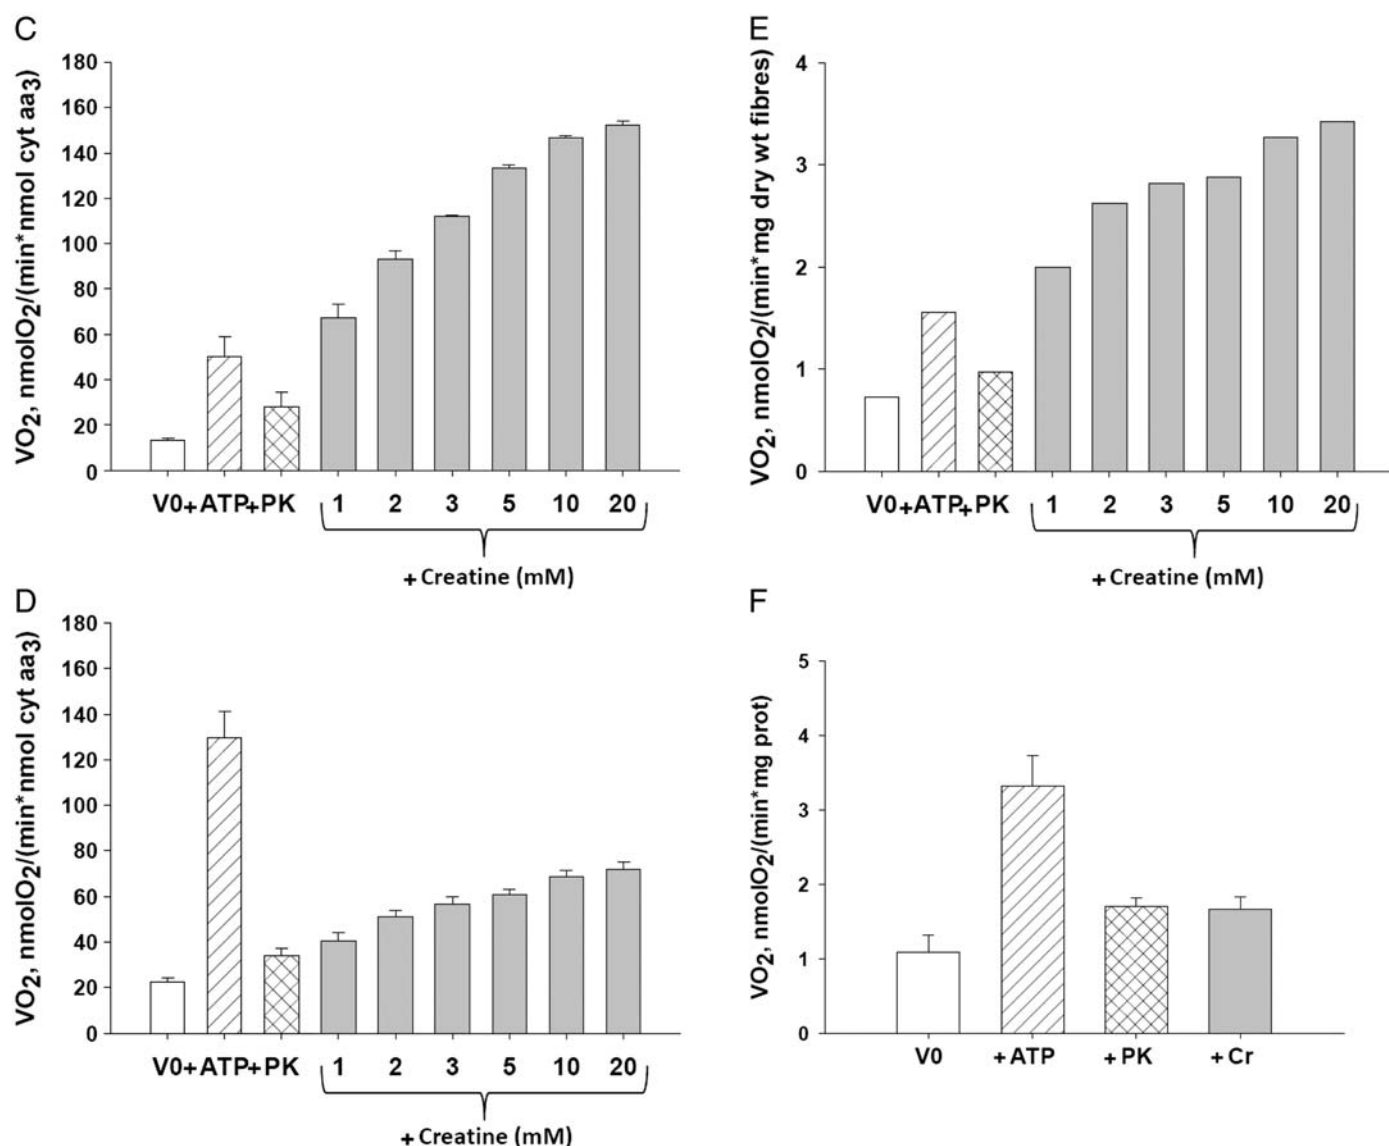 C
VO2, nmolO2/(min*nmol cyt aa3)
180
160
140
120
100
80
60
40
20
0
V0+ATP+PK 1 2 3 5 10 20
+ Creatine (mM)
E
VO2, nmolO2/(min*mg dry wt fibres)
4
3
2
1
0
V0+ATP+PK 1 2 3 5 10 20
+ Creatine (mM)
D
VO2, nmolO2/(min*nmol cyt aa3)
180
160
140
120
100
80
60
40
20
0
V0+ATP+PK 1 2 3 5 10 20
+ Creatine (mM)
F
VO2, nmolO2/(min*mg prot)
5
4
3
2
1
0
V0 +ATP +PK +Cr